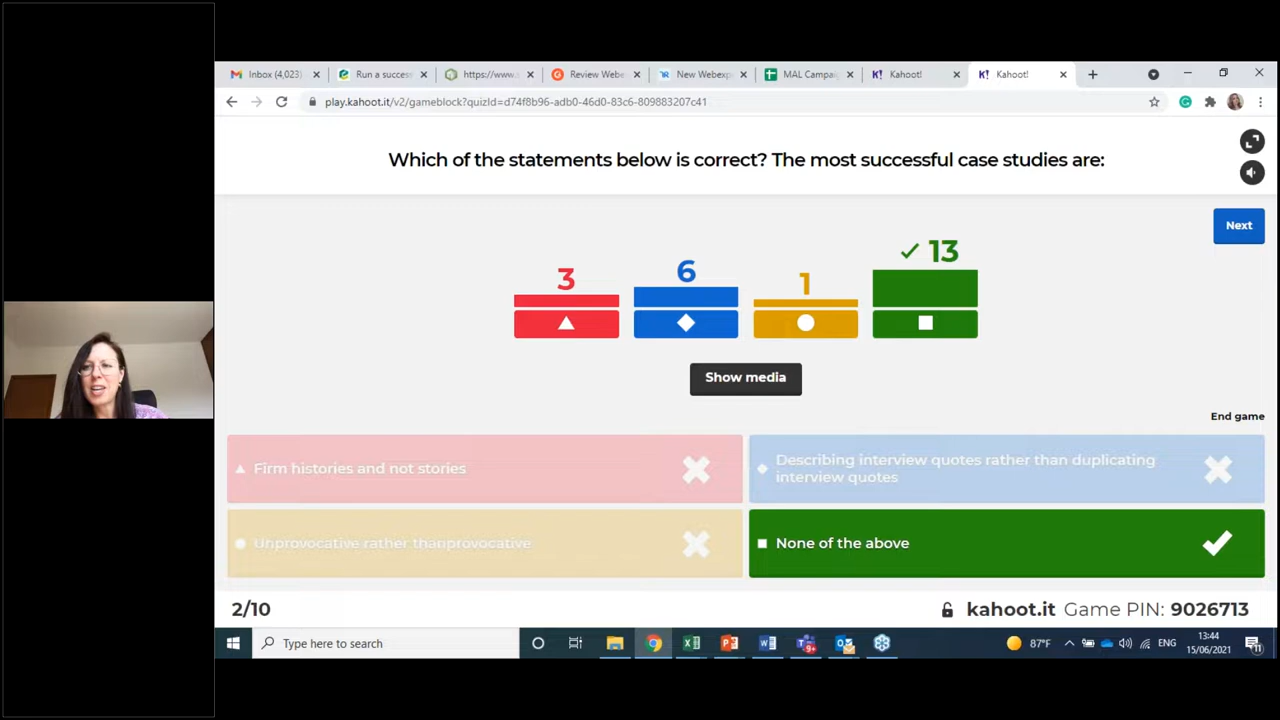 Inbox (4,023)
Run a succes
https://www.
Review Webe
New Webexp
MAL Campai
Kahoot!
Kahoot!
play.kahoot.it/v2/gameblock?quizId=d74f8b96-adb0-46d0-83c6-809883207c41
Which of the statements below is correct? The most successful case studies are:
Next
3
6
1
13
Show media
End game
Firm histories and not stories
Describing interview quotes rather than duplicating
interview quotes
Unprovocative rather thanprovocative
None of the above
2/10
kahoot.it Game PIN: 9026713
Type here to search
87°F
ENG
13:44
15/06/2021